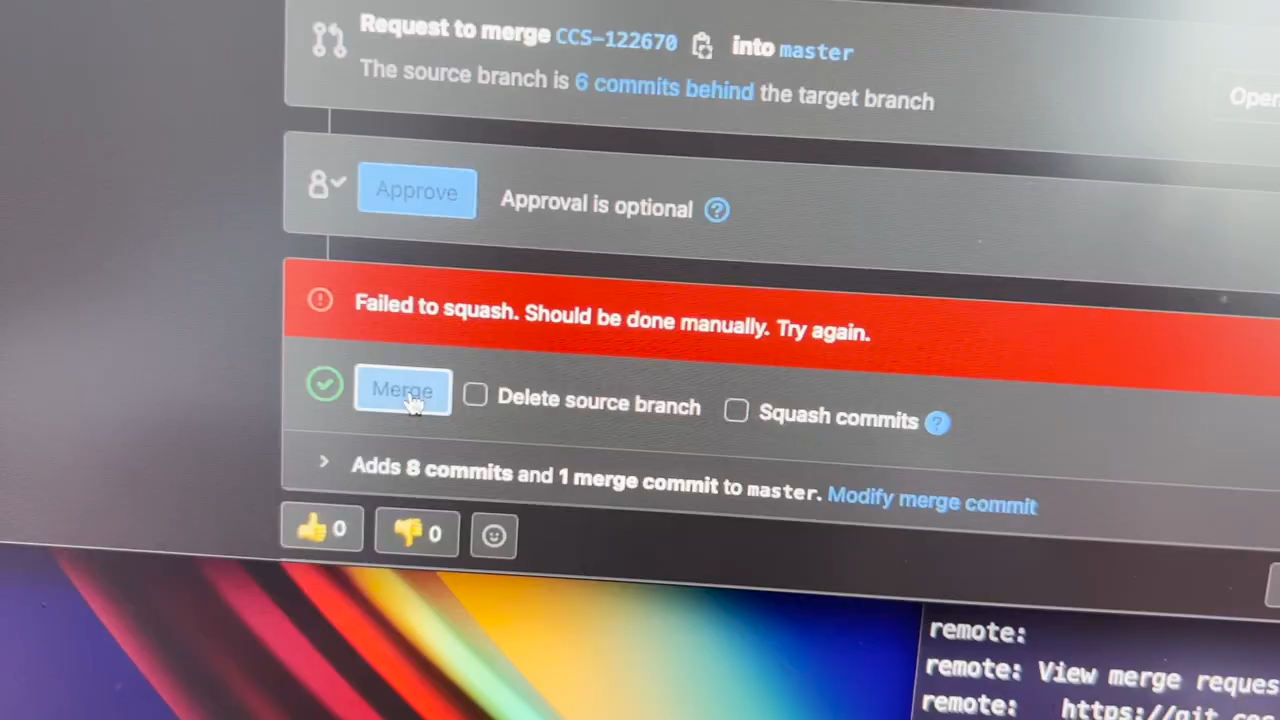 Request to merge CCS-122670 into master
The source branch is 6 commits behind the target branch
Approve Approval is optional ?
Failed to squash. Should be done manually. Try again.
Merge Delete source branch Squash commits ?
Adds 8 commits and 1 merge commit to master. Modify merge commit
0 0
remote:
remote: View merge
remote: